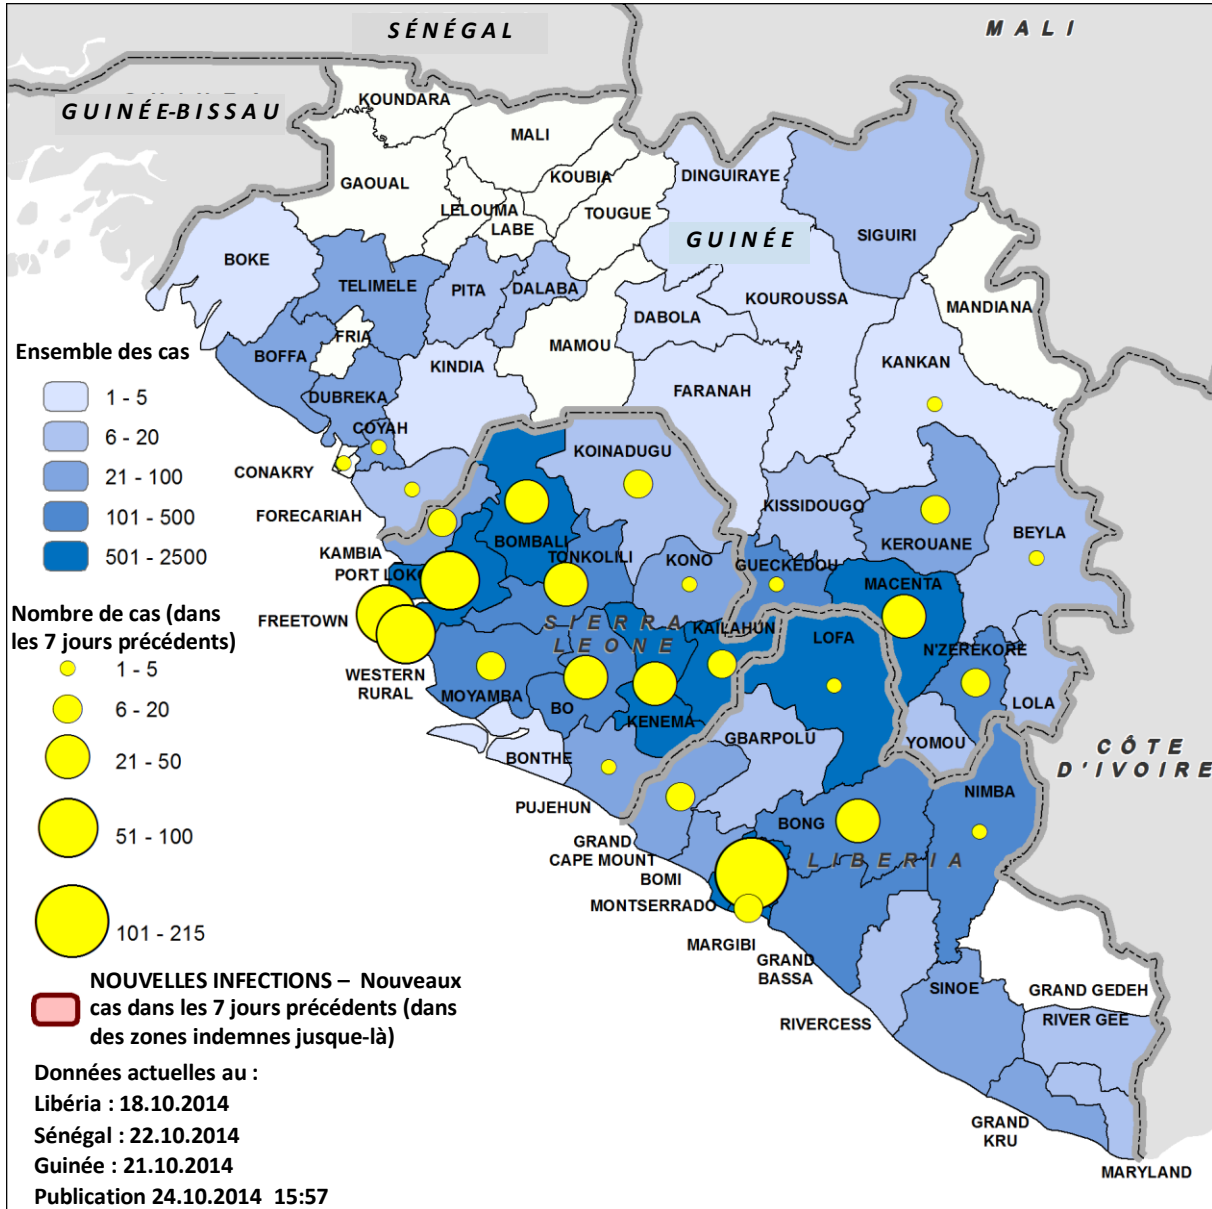 SÉNÉGAL
MALI
GUINÉE-BISSAU
KOUNDARA
MALI
KOUBIA
DINGUIRAYE
GAOUAL
LELOUMA
LABE
TOUGUE
GUINÉE
SIGUIRI
BOKE
TELIMELE
PITA
DALABA
KOUROUSSA
MANDIANA
DABOLA
FRIA
MAMOU
BOFFA
KINDIA
KANKAN
FARANAH
DUBREKA
COYAH
KOINADUGU
CONAKRY
FORECARIAH
KISSIDOUGO
BEYLA
KEROUANE
KAMBIA
BOMBALI
TONKOLILI
KONO
GUECKEDOU
PORT LOKO
MACENTA
FREETOWN
SIERRA
LEONE
KAILAHUN
LOFA
N'ZEREKORE
WESTERN
RURAL
MOYAMBA
BO
KENEMA
LOLA
GBARPOLU
YOMOU
BONTHE
CÔTE
D'IVOIRE
PUJEHUN
NIMBA
BONG
GRAND
CAPE MOUNT
LIBERIA
BOMI
MONTSERRADO
MARGIBI
GRAND
BASSA
SINOE
GRAND GEDEH
RIVERCESS
RIVER GEE
GRAND
KRU
MARYLAND
Ensemble des cas
1 - 5
6 - 20
21 - 100
101 - 500
501 - 2500
Nombre de cas (dans
les 7 jours précédents)
1 - 5
6 - 20
21 - 50
51 - 100
101 - 215
NOUVELLES INFECTIONS – Nouveaux
cas dans les 7 jours précédents (dans
des zones indemnes jusque-là)
Données actuelles au :
Libéria : 18.10.2014
Sénégal : 22.10.2014
Guinée : 21.10.2014
Publication 24.10.2014 15:57